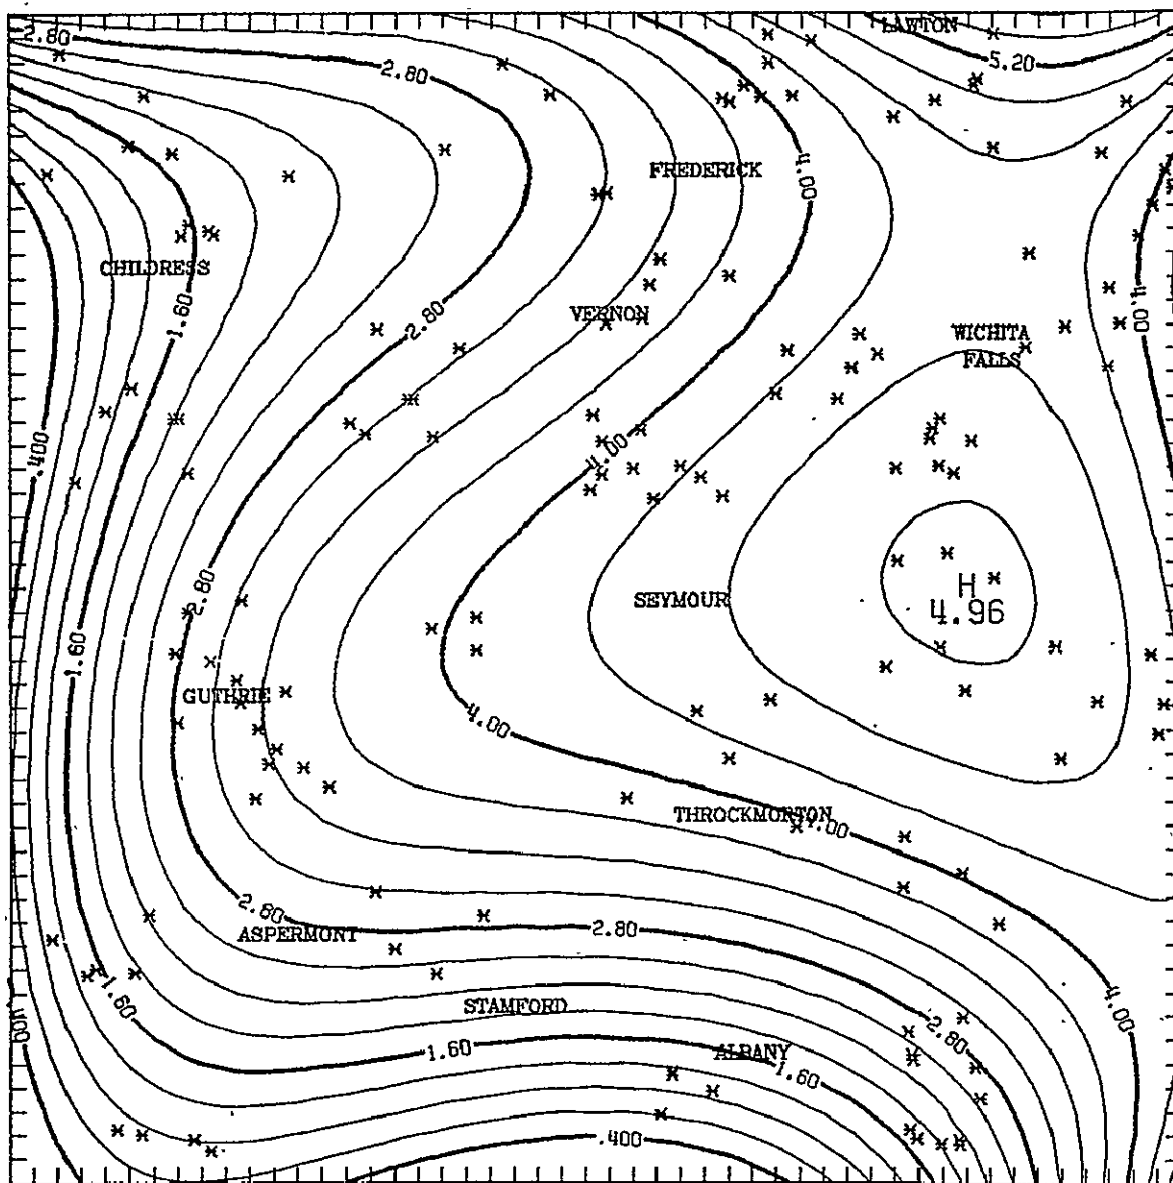 LAWTON
2.80
5.20
2.80
FREDERICK
4.00
CHILDRESS
4.00
VERNON
2.80
1.60
WICHITA
FALLS
.400
4.00
2.80
H
4.96
SEYMOUR
1.60
GUTHRIE
4.00
THROCKMORTON
4.00
2.80
2.80
ASPERMONT
1.60
STAMFORD
4.00
2.80
1.60
ALBANY
1.60
.400